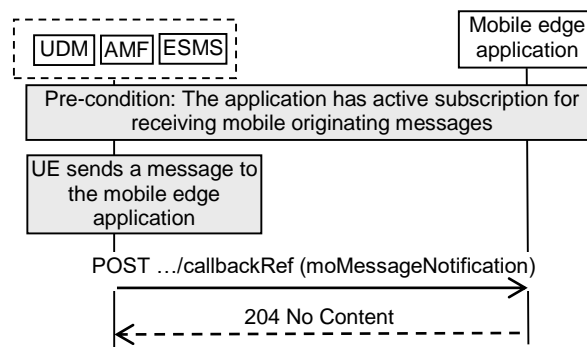 UDM AMF ESMS
Mobile edge
application
Pre-condition: The application has active subscription for
receiving mobile originating messages
UE sends a message to
the mobile edge
application
POST …/callbackRef (moMessageNotification)
204 No Content